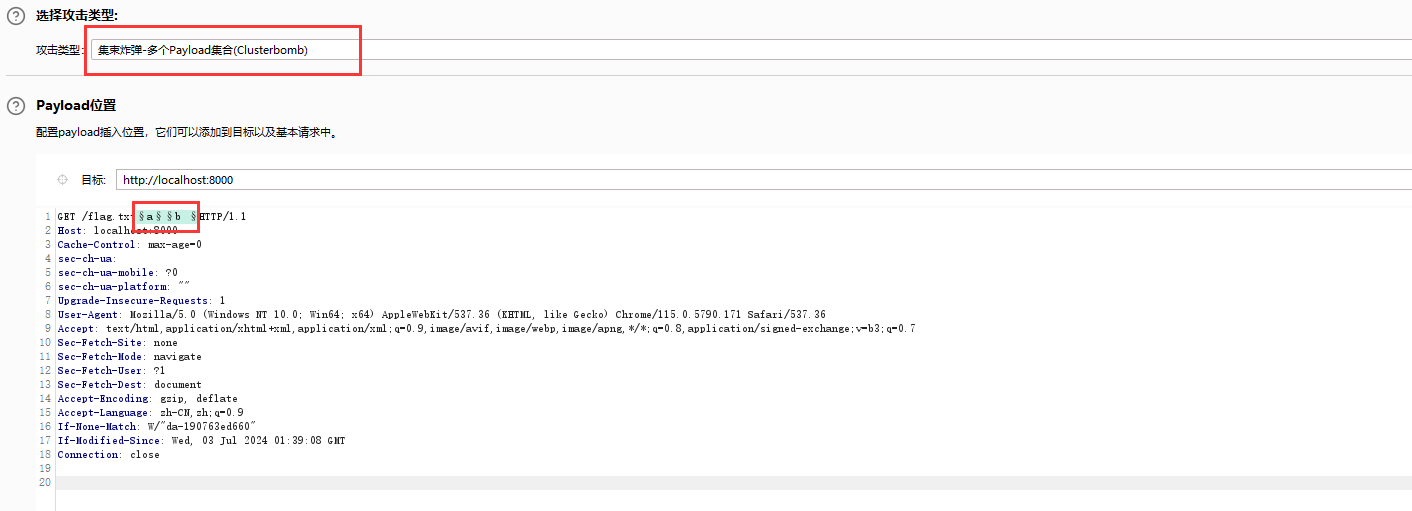 选择攻击类型:
攻击类型: 集束炸弹-多个Payload集合(Clusterbomb)
Payload位置
配置payload插入位置，它们可以添加到目标以及基本请求中。
目标: http://localhost:8000
1 GET /flag.txt§a§§b §HTTP/1.1
2 Host: localhost:8000
3 Cache-Control: max-age=0
4 sec-ch-ua:
5 sec-ch-ua-mobile: ?0
6 sec-ch-ua-platform: ""
7 Upgrade-Insecure-Requests: 1
8 User-Agent: Mozilla/5.0 (Windows NT 10.0; Win64; x64) AppleWebKit/537.36 (KHTML, like Gecko) Chrome/115.0.5790.171 Safari/537.36
9 Accept: text/html,application/xhtml+xml,application/xml;q=0.9,image/avif,image/webp,image/apng,*/*;q=0.8,application/signed-exchange;v=b3;q=0.7
10 Sec-Fetch-Site: none
11 Sec-Fetch-Mode: navigate
12 Sec-Fetch-User: ?1
13 Sec-Fetch-Dest: document
14 Accept-Encoding: gzip, deflate
15 Accept-Language: zh-CN,zh;q=0.9
16 If-None-Match: W/"da-190763ed660"
17 If-Modified-Since: Wed, 03 Jul 2024 01:39:08 GMT
18 Connection: close
19
20